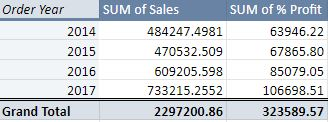 Order Year SUM of Sales SUM of % Profit
2014 484247.4981 63946.22
2015 470532.509 67865.80
2016 609205.598 85079.05
2017 733215.2552 106698.51
Grand Total 2297200.86 323589.57